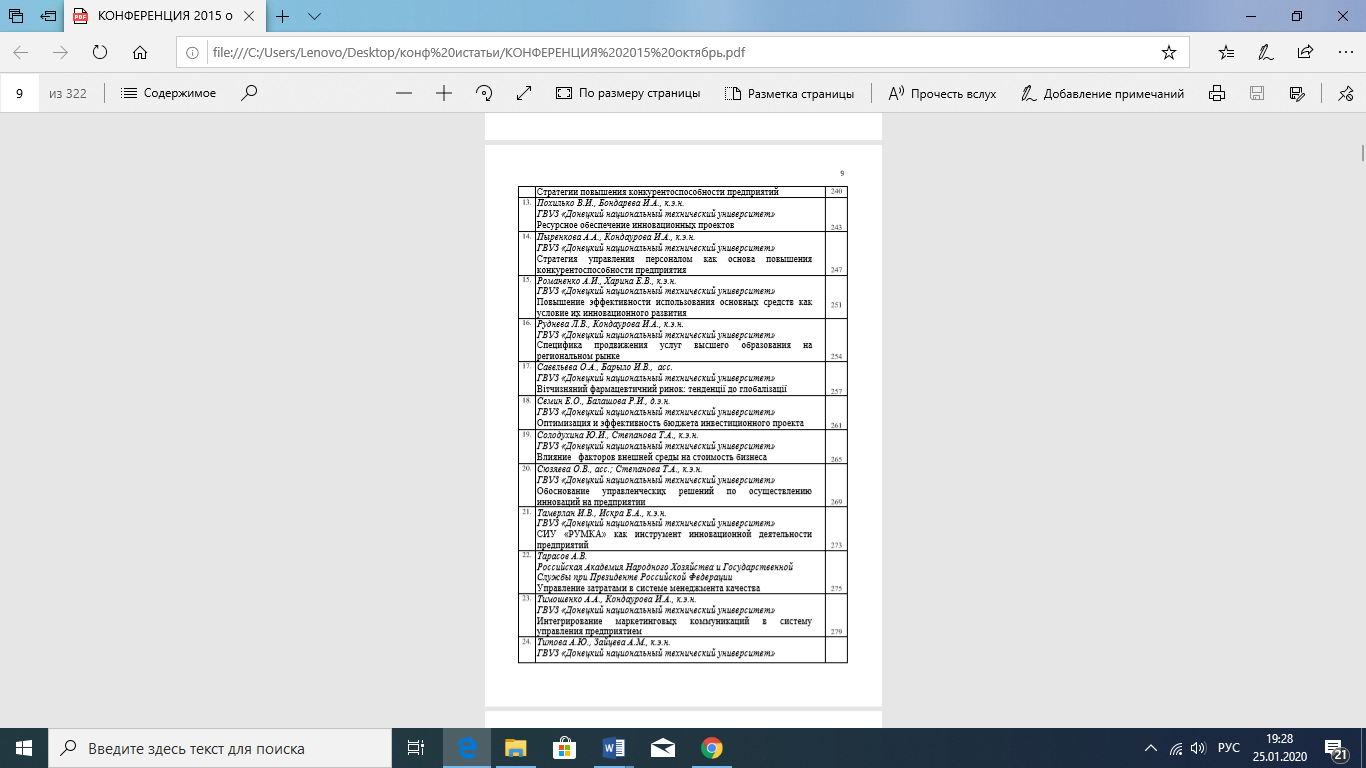 КОНФЕРЕНЦИЯ 2015 о
file:///C:/Users/Lenovo/Desktop/конф%20истатьи/КОНФЕРЕНЦИЯ%202015%20октябрь.pdf
9 из 322 Содержимое По размеру страницы Разметка страницы Прочесть вслух Добавление примечаний
9
Стратегии повышения конкурентоспособности предприятий 240
13. Похилько В.И., Бондарева И.А., к.э.н.
ГВУЗ «Донецкий национальный технический университет»
Ресурсное обеспечение инновационных проектов 243
14. Пыренкова А.А., Кондаурова И.А., к.э.н.
ГВУЗ «Донецкий национальный технический университет»
Стратегия управления персоналом как основа повышения
конкурентоспособности предприятия 247
15. Романенко А.И., Харина Е.В., к.э.н.
ГВУЗ «Донецкий национальный технический университет»
Повышение эффективности использования основных средств как 251
условие их инновационного развития
16. Руднева Л.В., Кондаурова И.А., к.э.н.
ГВУЗ «Донецкий национальный технический университет»
Специфика продвижения услуг высшего образования на
региональном рынке 254
17. Савельева О.А., Барыло И.В., асс.
ГВУЗ «Донецкий национальный технический университет»
Вітчизняний фармацевтичний ринок: тенденції до глобалізації 257
18. Семин Е.О., Балашова Р.И., д.э.н.
ГВУЗ «Донецкий национальный технический университет»
Оптимизация и эффективность бюджета инвестиционного проекта 261
19. Солодухина Ю.И., Степанова Т.А., к.э.н.
ГВУЗ «Донецкий национальный технический университет»
Влияние факторов внешней среды на стоимость бизнеса 265
20. Сюзяева О.В., асс.; Степанова Т.А., к.э.н.
ГВУЗ «Донецкий национальный технический университет»
Обоснование управленческих решений по осуществлению
инноваций на предприятии 269
21. Тамерлан И.В., Искра Е.А., к.э.н.
ГВУЗ «Донецкий национальный технический университет»
СИУ «РУМКА» как инструмент инновационной деятельности
предприятий 273
22. Тарасов А.В.
Российская Академия Народного Хозяйства и Государственной
Службы при Президенте Российской Федерации
Управление затратами в системе менеджмента качества 275
23. Тимошенко А.А., Кондаурова И.А., к.э.н.
ГВУЗ «Донецкий национальный технический университет»
Интегрирование маркетинговых коммуникаций в систему
управления предприятием 279
24. Титова А.Ю., Зайцева А.М., к.э.н.
ГВУЗ «Донецкий национальный технический университет»
Введите здесь текст для поиска
РУС
19:28
25.01.2020
21